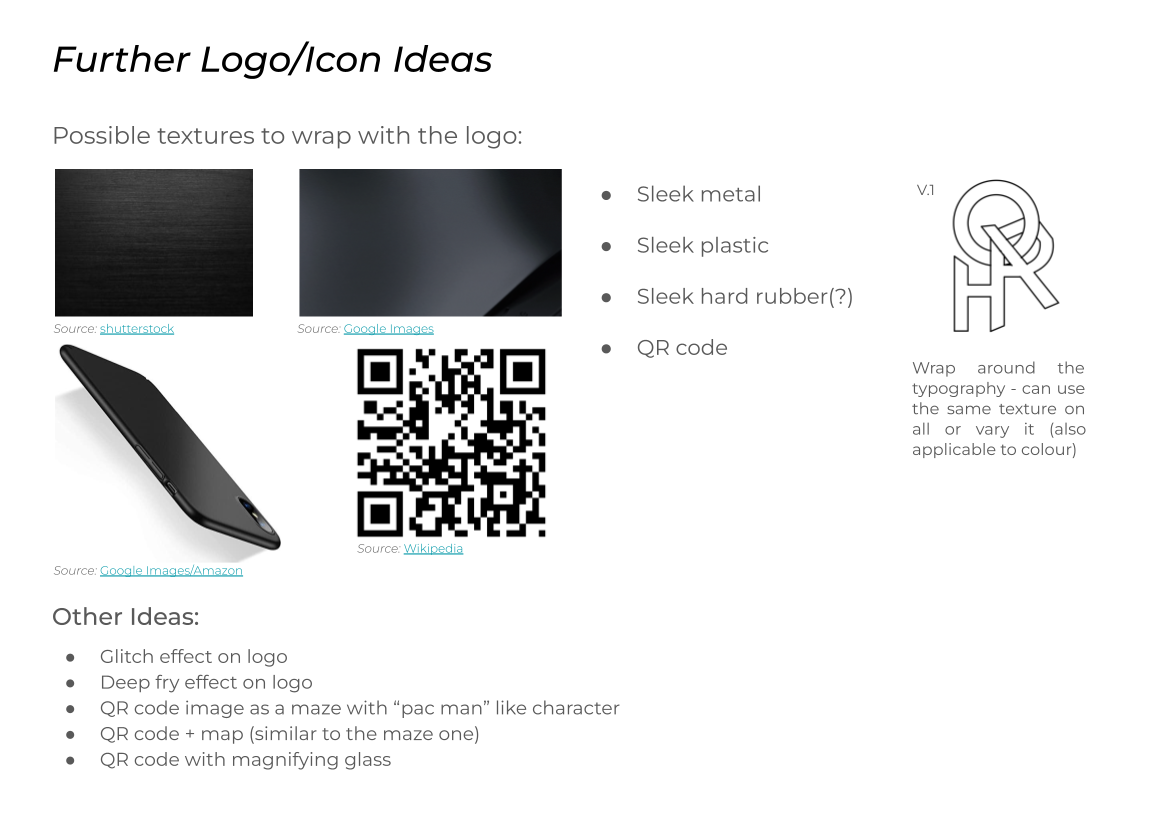 Further Logo/Icon Ideas
Possible textures to wrap with the logo:
Source: shutterstock
Source: Google Images
Source: Google Images/Amazon
Source: Wikipedia
● Sleek metal
● Sleek plastic
● Sleek hard rubber(?)
● QR code
V.1
Wrap around the
typography - can use
the same texture on
all or vary it (also
applicable to colour)
Other Ideas:
● Glitch effect on logo
● Deep fry effect on logo
● QR code image as a maze with “pac man” like character
● QR code + map (similar to the maze one)
● QR code with magnifying glass